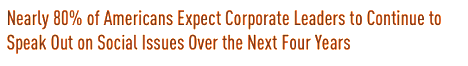 Nearly 80% of Americans Expect Corporate Leaders to Continue to
Speak Out on Social Issues Over the Next Four Years